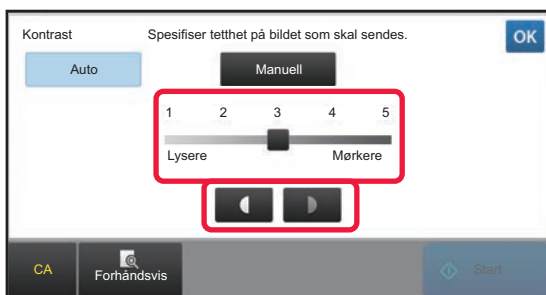 Kontrast Spesifiser tetthet på bildet som skal sendes. OK
Auto Manuell
1 2 3 4 5
Lysere Mørkere
CA Forhåndsvis Start